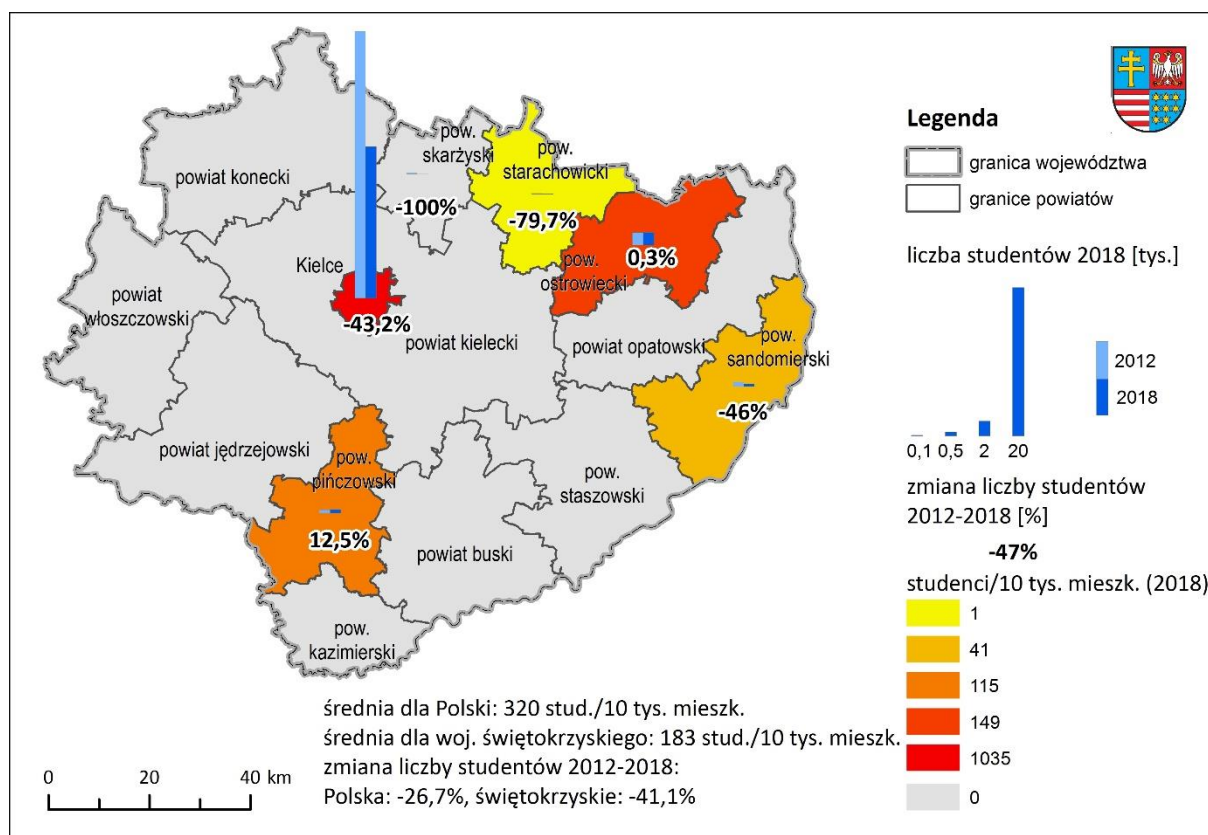 powiat konecki
pow.
skarżyski
-100%
pow.
starachowicki
-79,7%
0,3%
pow.
ostrowiecki
Kielce
-43,2%
powiat
włoszczowski
powiat kielecki
powiat opatowski
pow.
sandomierski
-46%
powiat jędrzejowski
pow.
pińczowski
12,5%
pow.
staszowski
powiat buski
pow.
kazimierski
średnia dla Polski: 320 stud./10 tys. mieszk.
średnia dla woj. świętokrzyskiego: 183 stud./10 tys. mieszk.
zmiana liczby studentów 2012-2018:
Polska: -26,7%, świętokrzyskie: -41,1%
0 20 40 km
Legenda
granica województwa
granice powiatów
liczba studentów 2018 [tys.]
2012
2018
0,1 0,5 2 20
zmiana liczby studentów
2012-2018 [%]
-47%
studenci/10 tys. mieszk. (2018)
1
41
115
149
1035
0